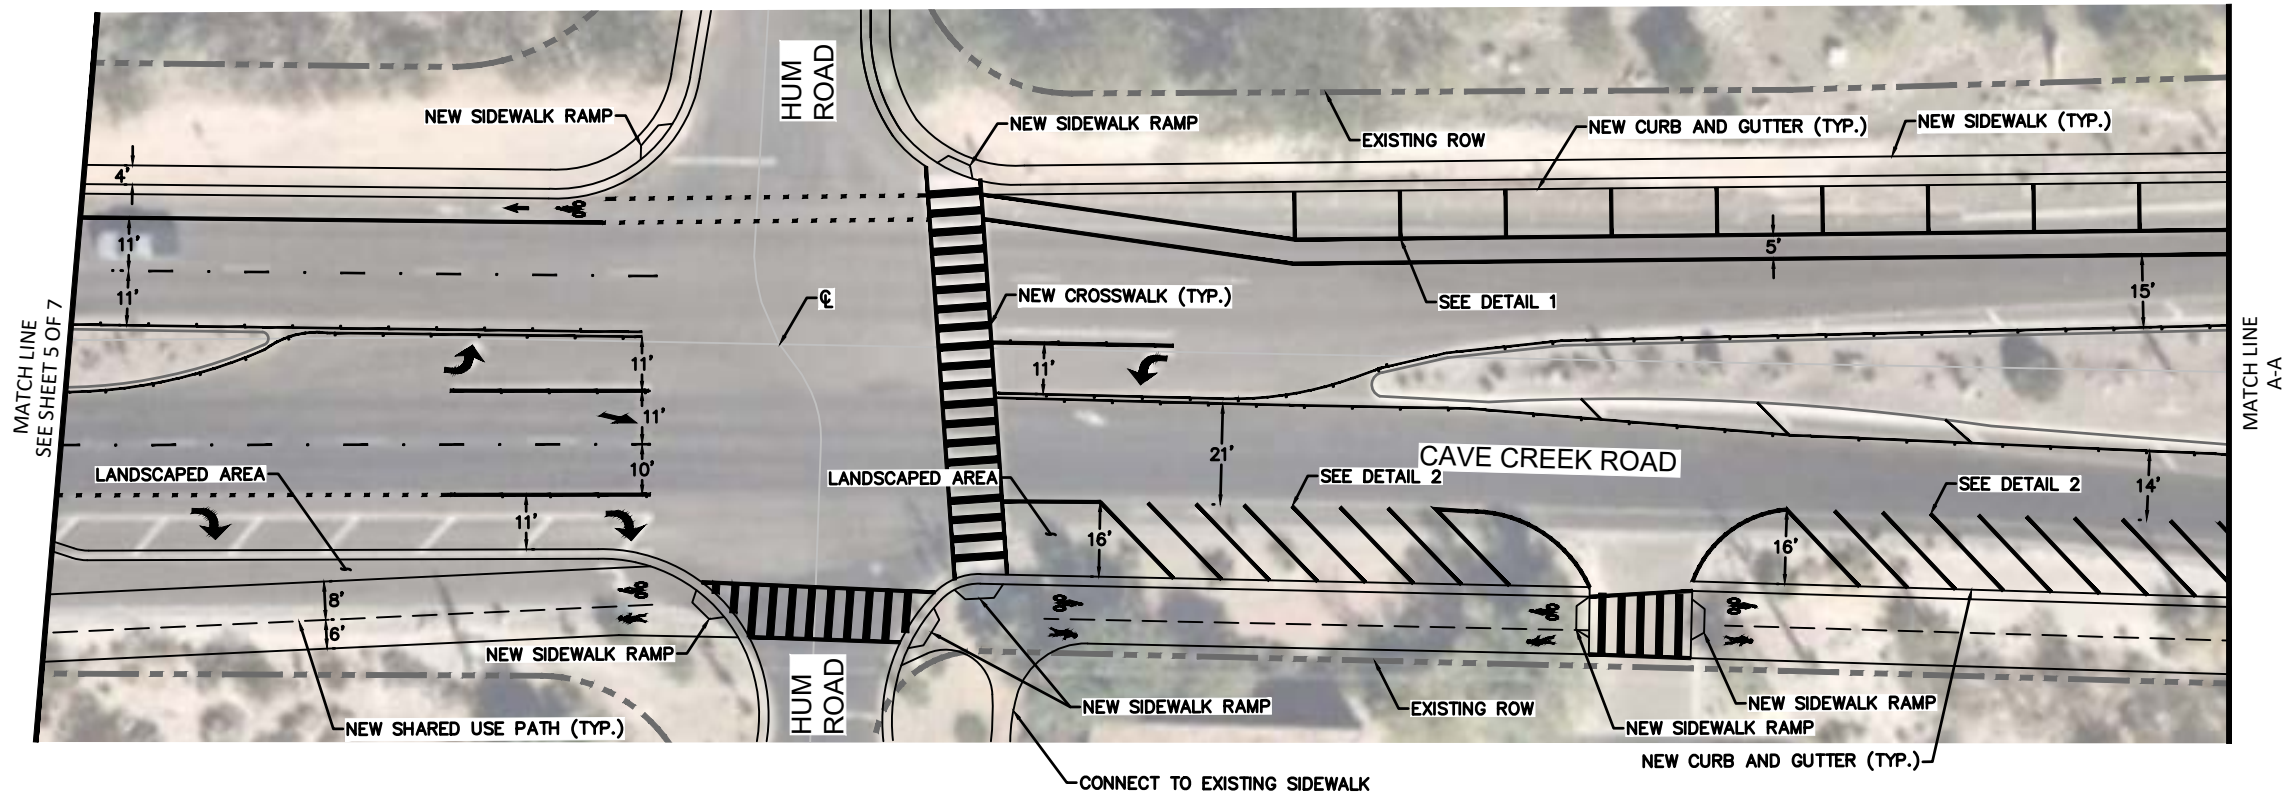 HUM
ROAD
NEW SIDEWALK RAMP
NEW SIDEWALK RAMP
EXISTING ROW
NEW CURB AND GUTTER (TYP.)
NEW SIDEWALK (TYP.)
4'
11'
11'
5'
15'
SEE DETAIL 1
NEW CROSSWALK (TYP.)
℄
MATCH LINE
SEE SHEET 5 OF 7
MATCH LINE
A-A
11'
11'
10'
11'
11'
21'
CAVE CREEK ROAD
LANDSCAPED AREA
LANDSCAPED AREA
SEE DETAIL 2
SEE DETAIL 2
14'
16'
16'
8'
6'
NEW SIDEWALK RAMP
HUM
ROAD
NEW SHARED USE PATH (TYP.)
NEW SIDEWALK RAMP
EXISTING ROW
NEW SIDEWALK RAMP
NEW SIDEWALK RAMP
NEW CURB AND GUTTER (TYP.)
CONNECT TO EXISTING SIDEWALK